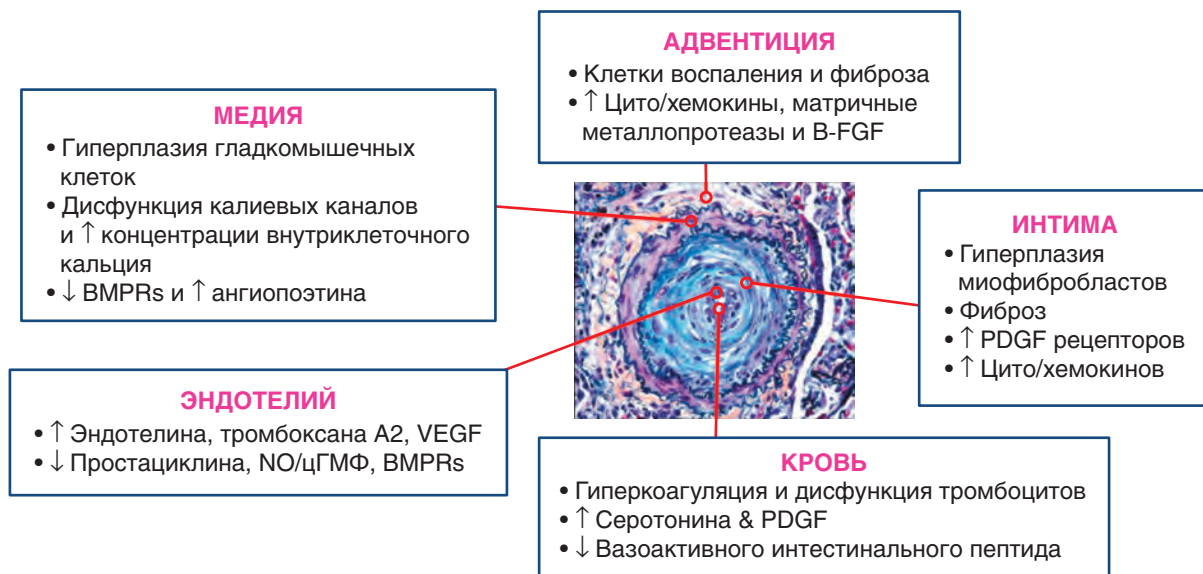 АДВЕНТИЦИЯ
• Клетки воспаления и фиброза
• ↑ Цито/хемокины, матричные
металлопротеазы и B-FGF
МЕДИЯ
• Гиперплазия гладкомышечных
клеток
• Дисфункция калиевых каналов
и ↑ концентрации внутриклеточного
кальция
• ↓ BMPRs и ↑ ангиопоэтина
ИНТИМА
• Гиперплазия
миофибробластов
• Фиброз
• ↑ PDGF рецепторов
• ↑ Цито/хемокинов
ЭНДОТЕЛИЙ
• ↑ Эндотелина, тромбоксана А2, VEGF
• ↓ Простациклина, NO/цГМФ, BMPRs
КРОВЬ
• Гиперкоагуляция и дисфункция тромбоцитов
• ↑ Серотонина & PDGF
• ↓ Вазоактивного интестинального пептида